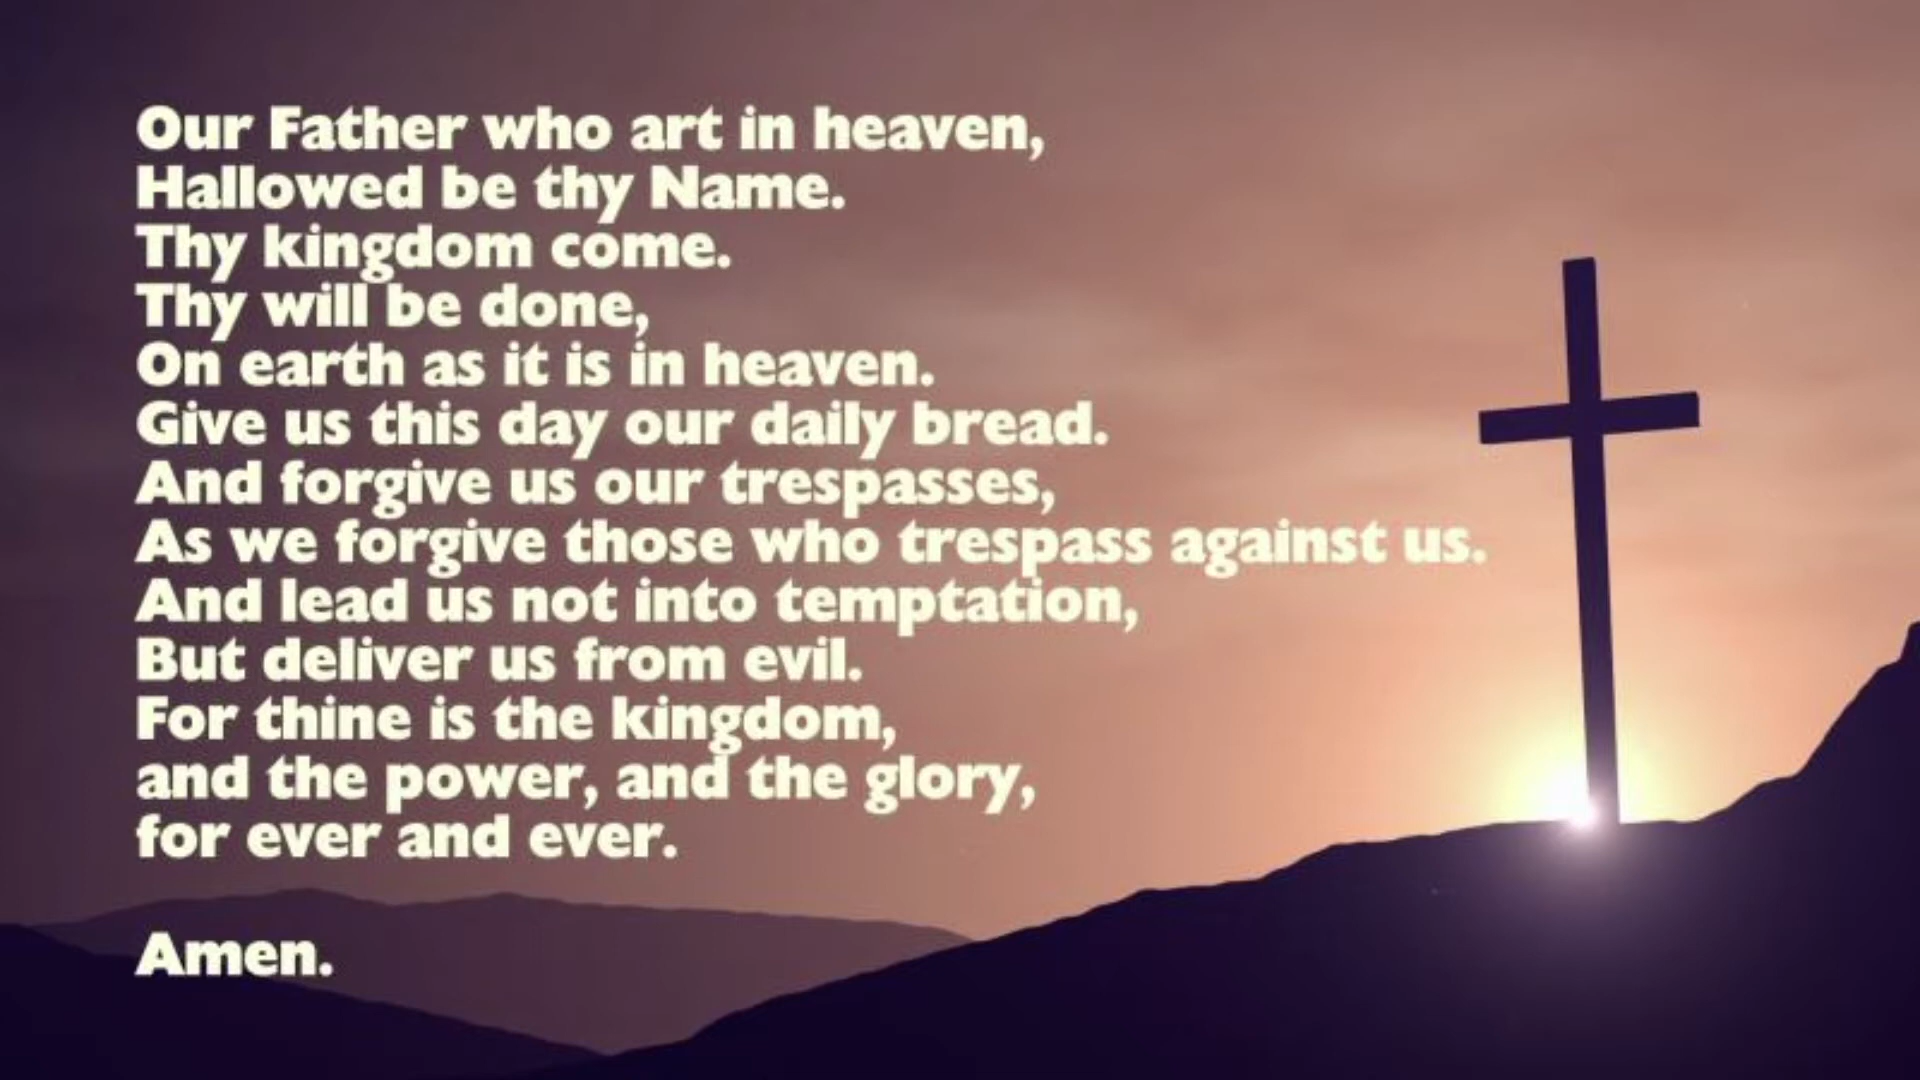 Our Father who art in heaven,
Hallowed be thy Name.
Thy kingdom come.
Thy will be done,
On earth as it is in heaven.
Give us this day our daily bread.
And forgive us our trespasses,
As we forgive those who trespass against us.
And lead us not into temptation,
But deliver us from evil.
For thine is the kingdom,
and the power, and the glory,
for ever and ever.
Amen.